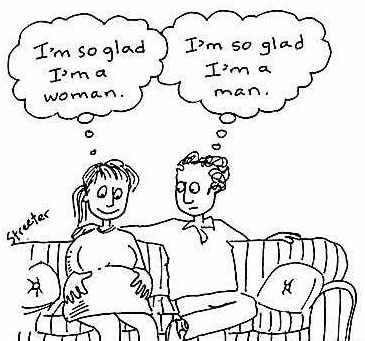 I'm so glad
I'm a
woman.
I'm so glad
I'm a
man.
Streeter